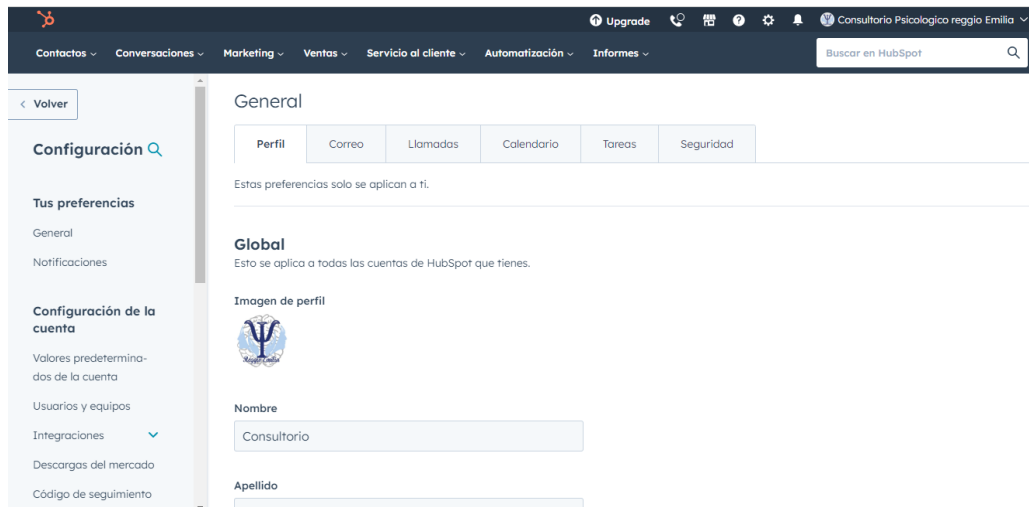 Upgrade
Consultorio Psicologico reggio Emilia
Contactos
Conversaciones
Marketing
Ventas
Servicio al cliente
Automatización
Informes
Buscar en HubSpot
Volver
Configuración
Tus preferencias
General
Notificaciones
Configuración de la
cuenta
Valores predetermina-
dos de la cuenta
Usuarios y equipos
Integraciones
Descargas del mercado
Código de seguimiento
General
Perfil
Correo
Llamadas
Calendario
Tareas
Seguridad
Estas preferencias solo se aplican a ti.
Global
Esto se aplica a todas las cuentas de HubSpot que tienes.
Imagen de perfil
Reggio Emilia
Nombre
Consultorio
Apellido